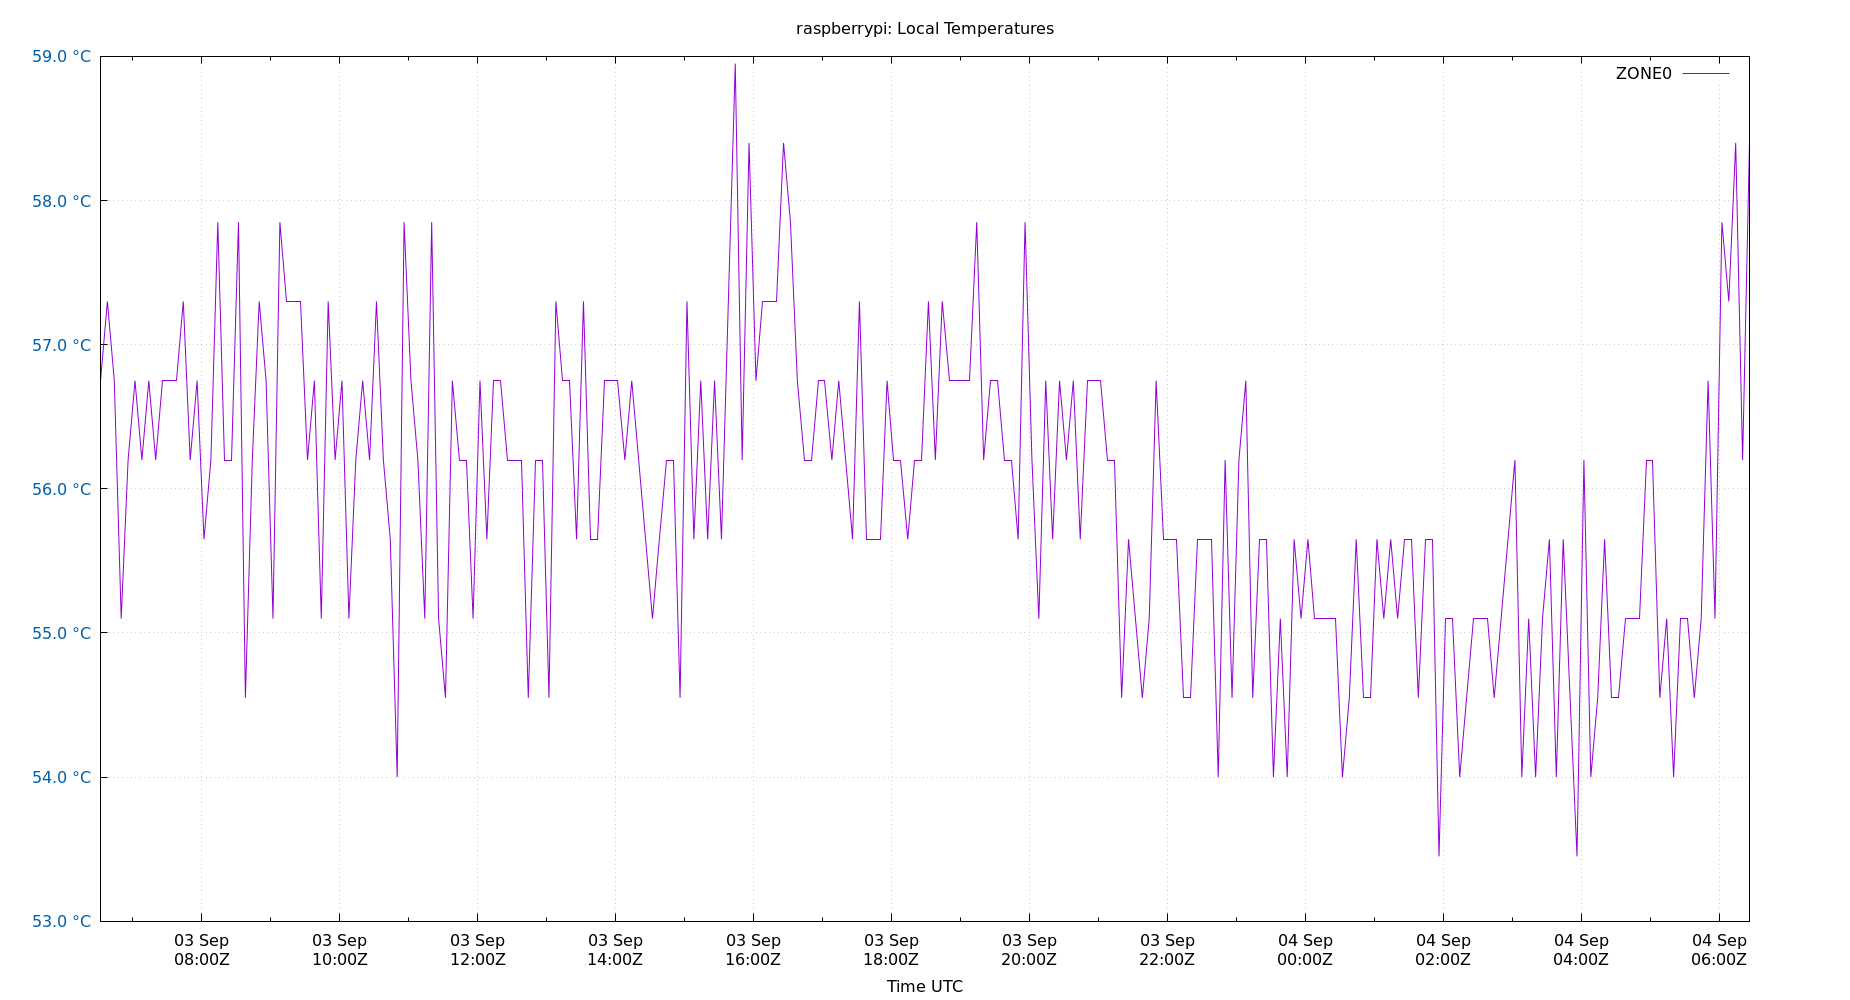 raspberrypi: Local Temperatures
59.0 °C
ZONE0
58.0 °C
57.0 °C
56.0 °C
55.0 °C
54.0 °C
53.0 °C
03 Sep 03 Sep 03 Sep 03 Sep 03 Sep 03 Sep 03 Sep 03 Sep 04 Sep 04 Sep 04 Sep 04 Sep
08:00Z 10:00Z 12:00Z 14:00Z 16:00Z 18:00Z 20:00Z 22:00Z 00:00Z 02:00Z 04:00Z 06:00Z
Time UTC